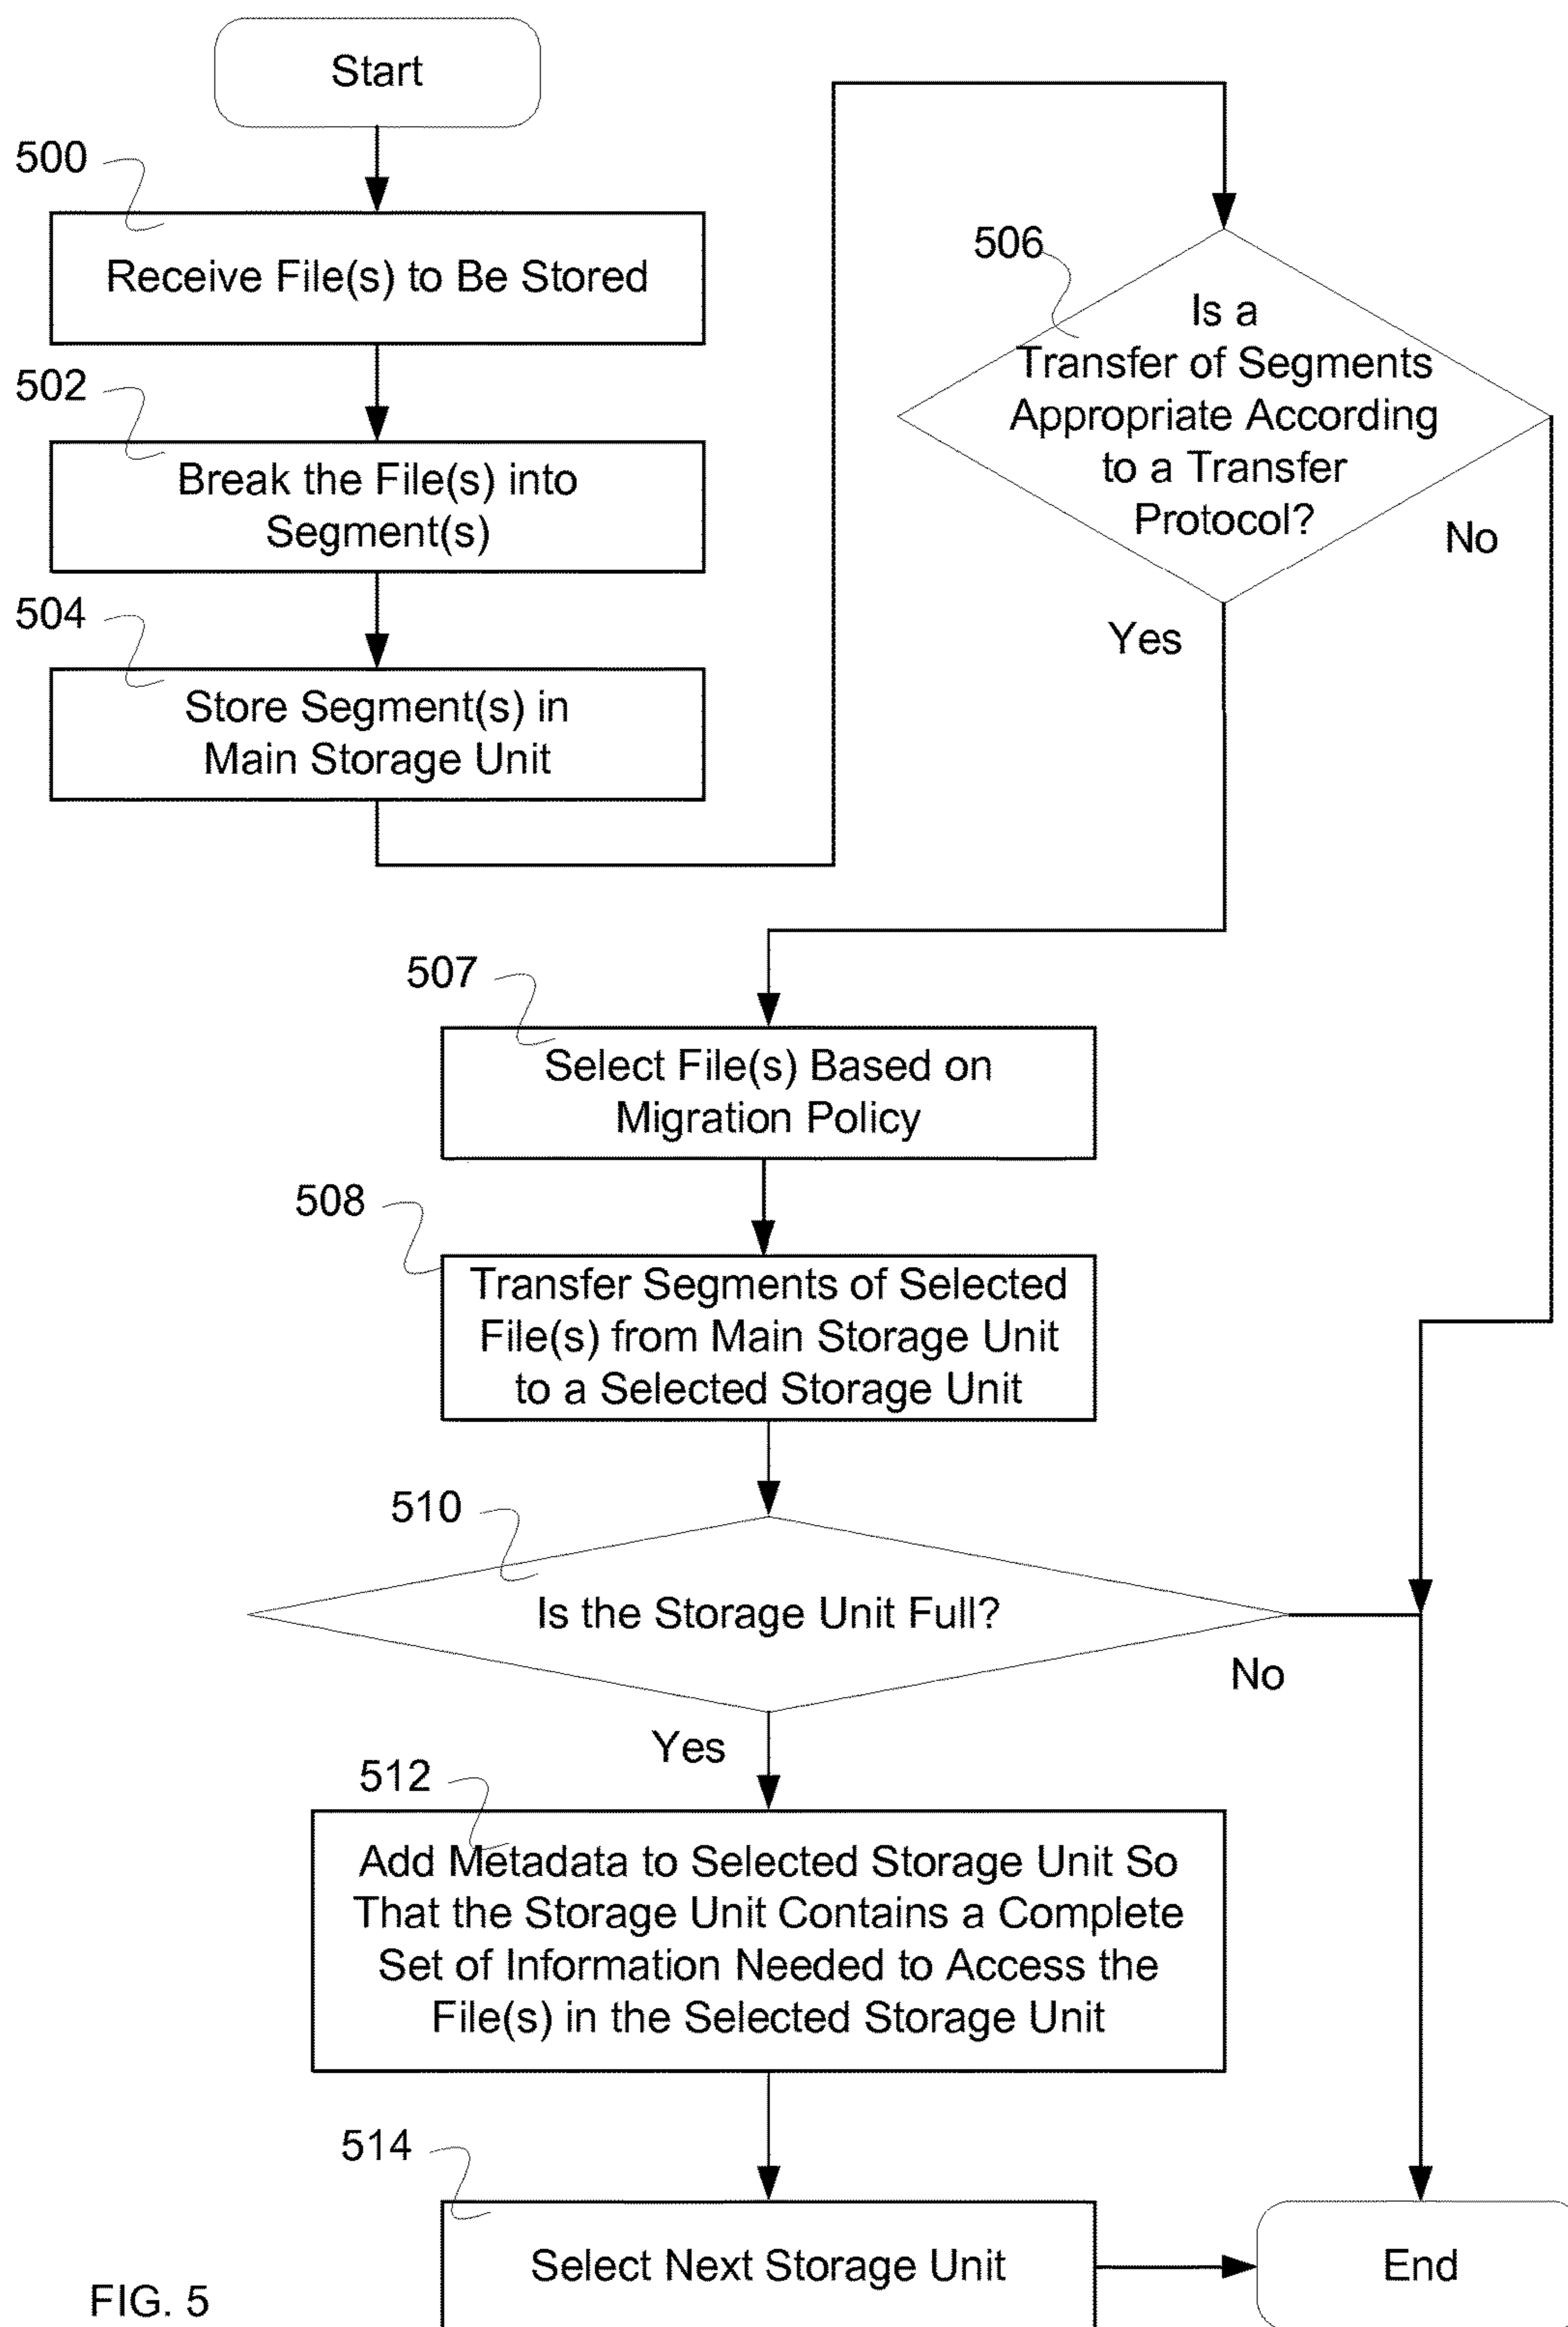 Start
500
Receive File(s) to Be Stored
502
Break the File(s) into
Segment(s)
504
Store Segment(s) in
Main Storage Unit
506
Is a
Transfer of Segments
Appropriate According
to a Transfer
Protocol?
No
Yes
507
Select File(s) Based on
Migration Policy
508
Transfer Segments of Selected
File(s) from Main Storage Unit
to a Selected Storage Unit
510
Is the Storage Unit Full?
No
Yes
512
Add Metadata to Selected Storage Unit So
That the Storage Unit Contains a Complete
Set of Information Needed to Access the
File(s) in the Selected Storage Unit
514
Select Next Storage Unit
End
FIG. 5